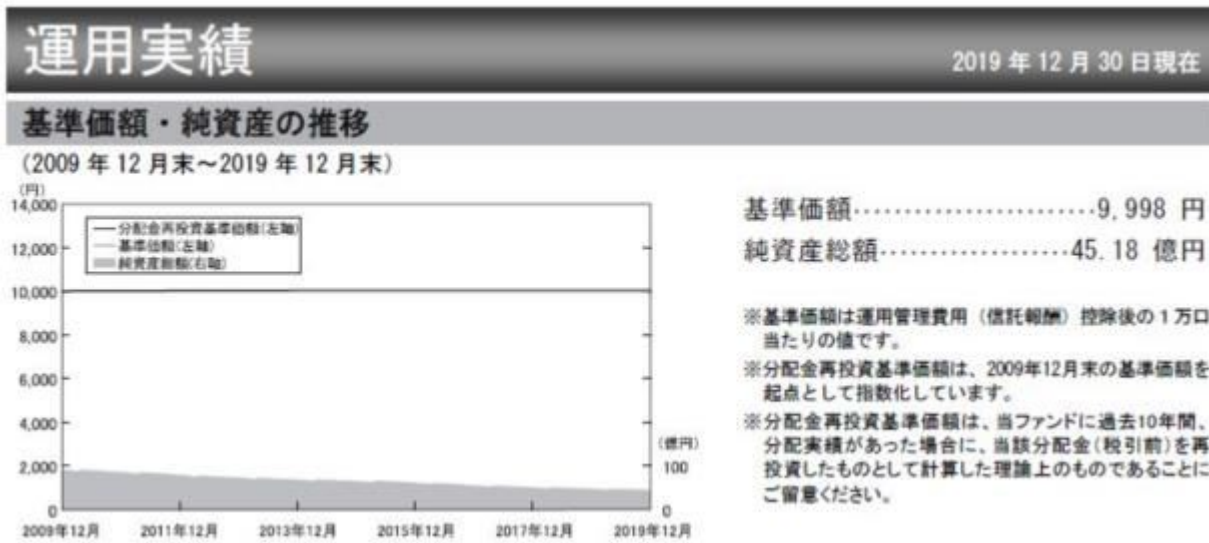 運用実績
2019 年 12 月 30 日現在
基準価額・純資産の推移
(2009 年 12 月末～2019 年 12 月末)
(円)
14,000
12,000
10,000
8,000
6,000
4,000
2,000
0
分配金再投資基準価額(左軸)
基準価額(左軸)
純資産総額(右軸)
(億円)
100
0
2009年12月 2011年12月 2013年12月 2015年12月 2017年12月 2019年12月
基準価額························9,998 円
純資産総額···················45.18 億円
※基準価額は運用管理費用（信託報酬）控除後の１万口
当たりの値です。
※分配金再投資基準価額は、2009年12月末の基準価額を
起点として指数化しています。
※分配金再投資基準価額は、当ファンドに過去10年間、
分配実績があった場合に、当該分配金(税引前)を再
投資したものとして計算した理論上のものであることに
ご留意ください。